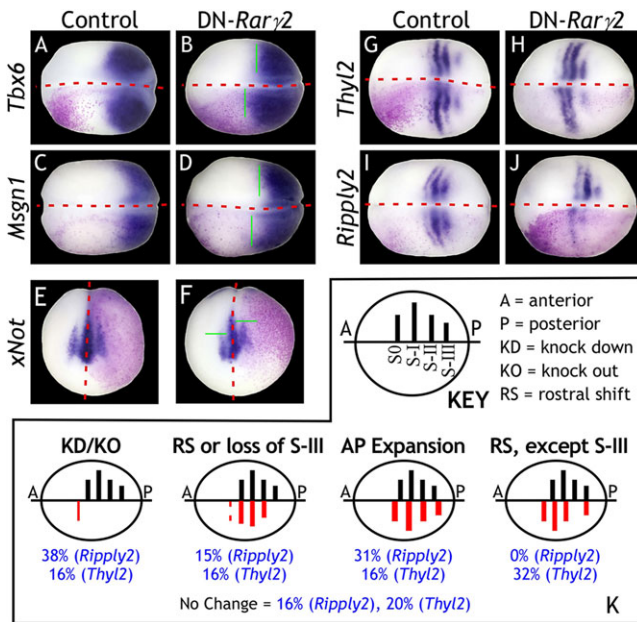 Control DN-Rarγ2 Control DN-Rarγ2
A B G H
Tbx6 Thyl2
C D I J
Msgn1 Ripply2
E F
xNot
A P
S0 S-I S-II S-III
KEY
A = anterior
P = posterior
KD = knock down
KO = knock out
RS = rostral shift
KD/KO RS or loss of S-III AP Expansion RS, except S-III
A P A P A P A P
38% (Ripply2) 15% (Ripply2) 31% (Ripply2) 0% (Ripply2)
16% (Thyl2) 16% (Thyl2) 16% (Thyl2) 32% (Thyl2)
No Change = 16% (Ripply2), 20% (Thyl2)
K